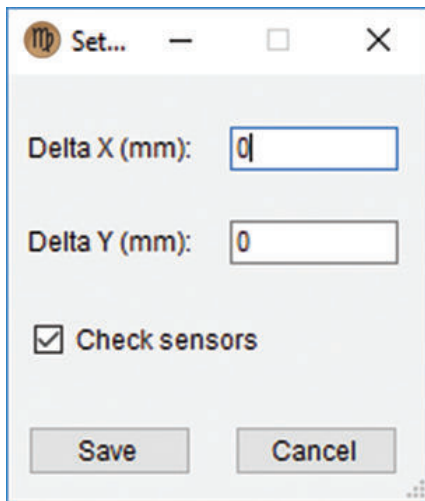 Set...
Delta X (mm): 0
Delta Y (mm): 0
Check sensors
Save Cancel